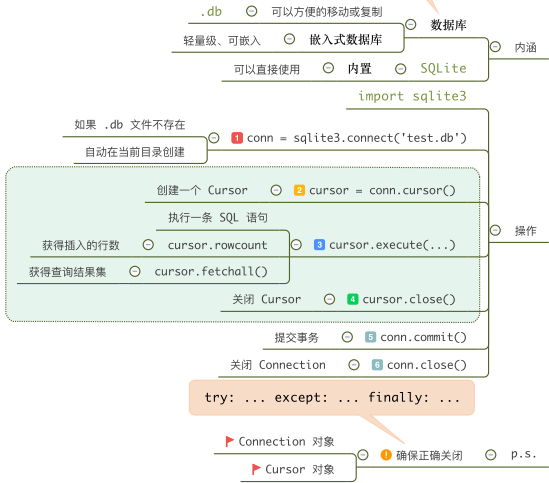 .db
可以方便的移动或复制
数据库
轻量级、可嵌入
嵌入式数据库
内涵
可以直接使用
内置
SQLite
import sqlite3
如果 .db 文件不存在
1 conn = sqlite3.connect('test.db')
自动在当前目录创建
创建一个 Cursor
2 cursor = conn.cursor()
执行一条 SQL 语句
操作
获得插入的行数
cursor.rowcount
3 cursor.execute(...)
获得查询结果集
cursor.fetchall()
关闭 Cursor
4 cursor.close()
提交事务
5 conn.commit()
关闭 Connection
6 conn.close()
try: ... except: ... finally: ...
Connection 对象
确保正确关闭
p.s.
Cursor 对象